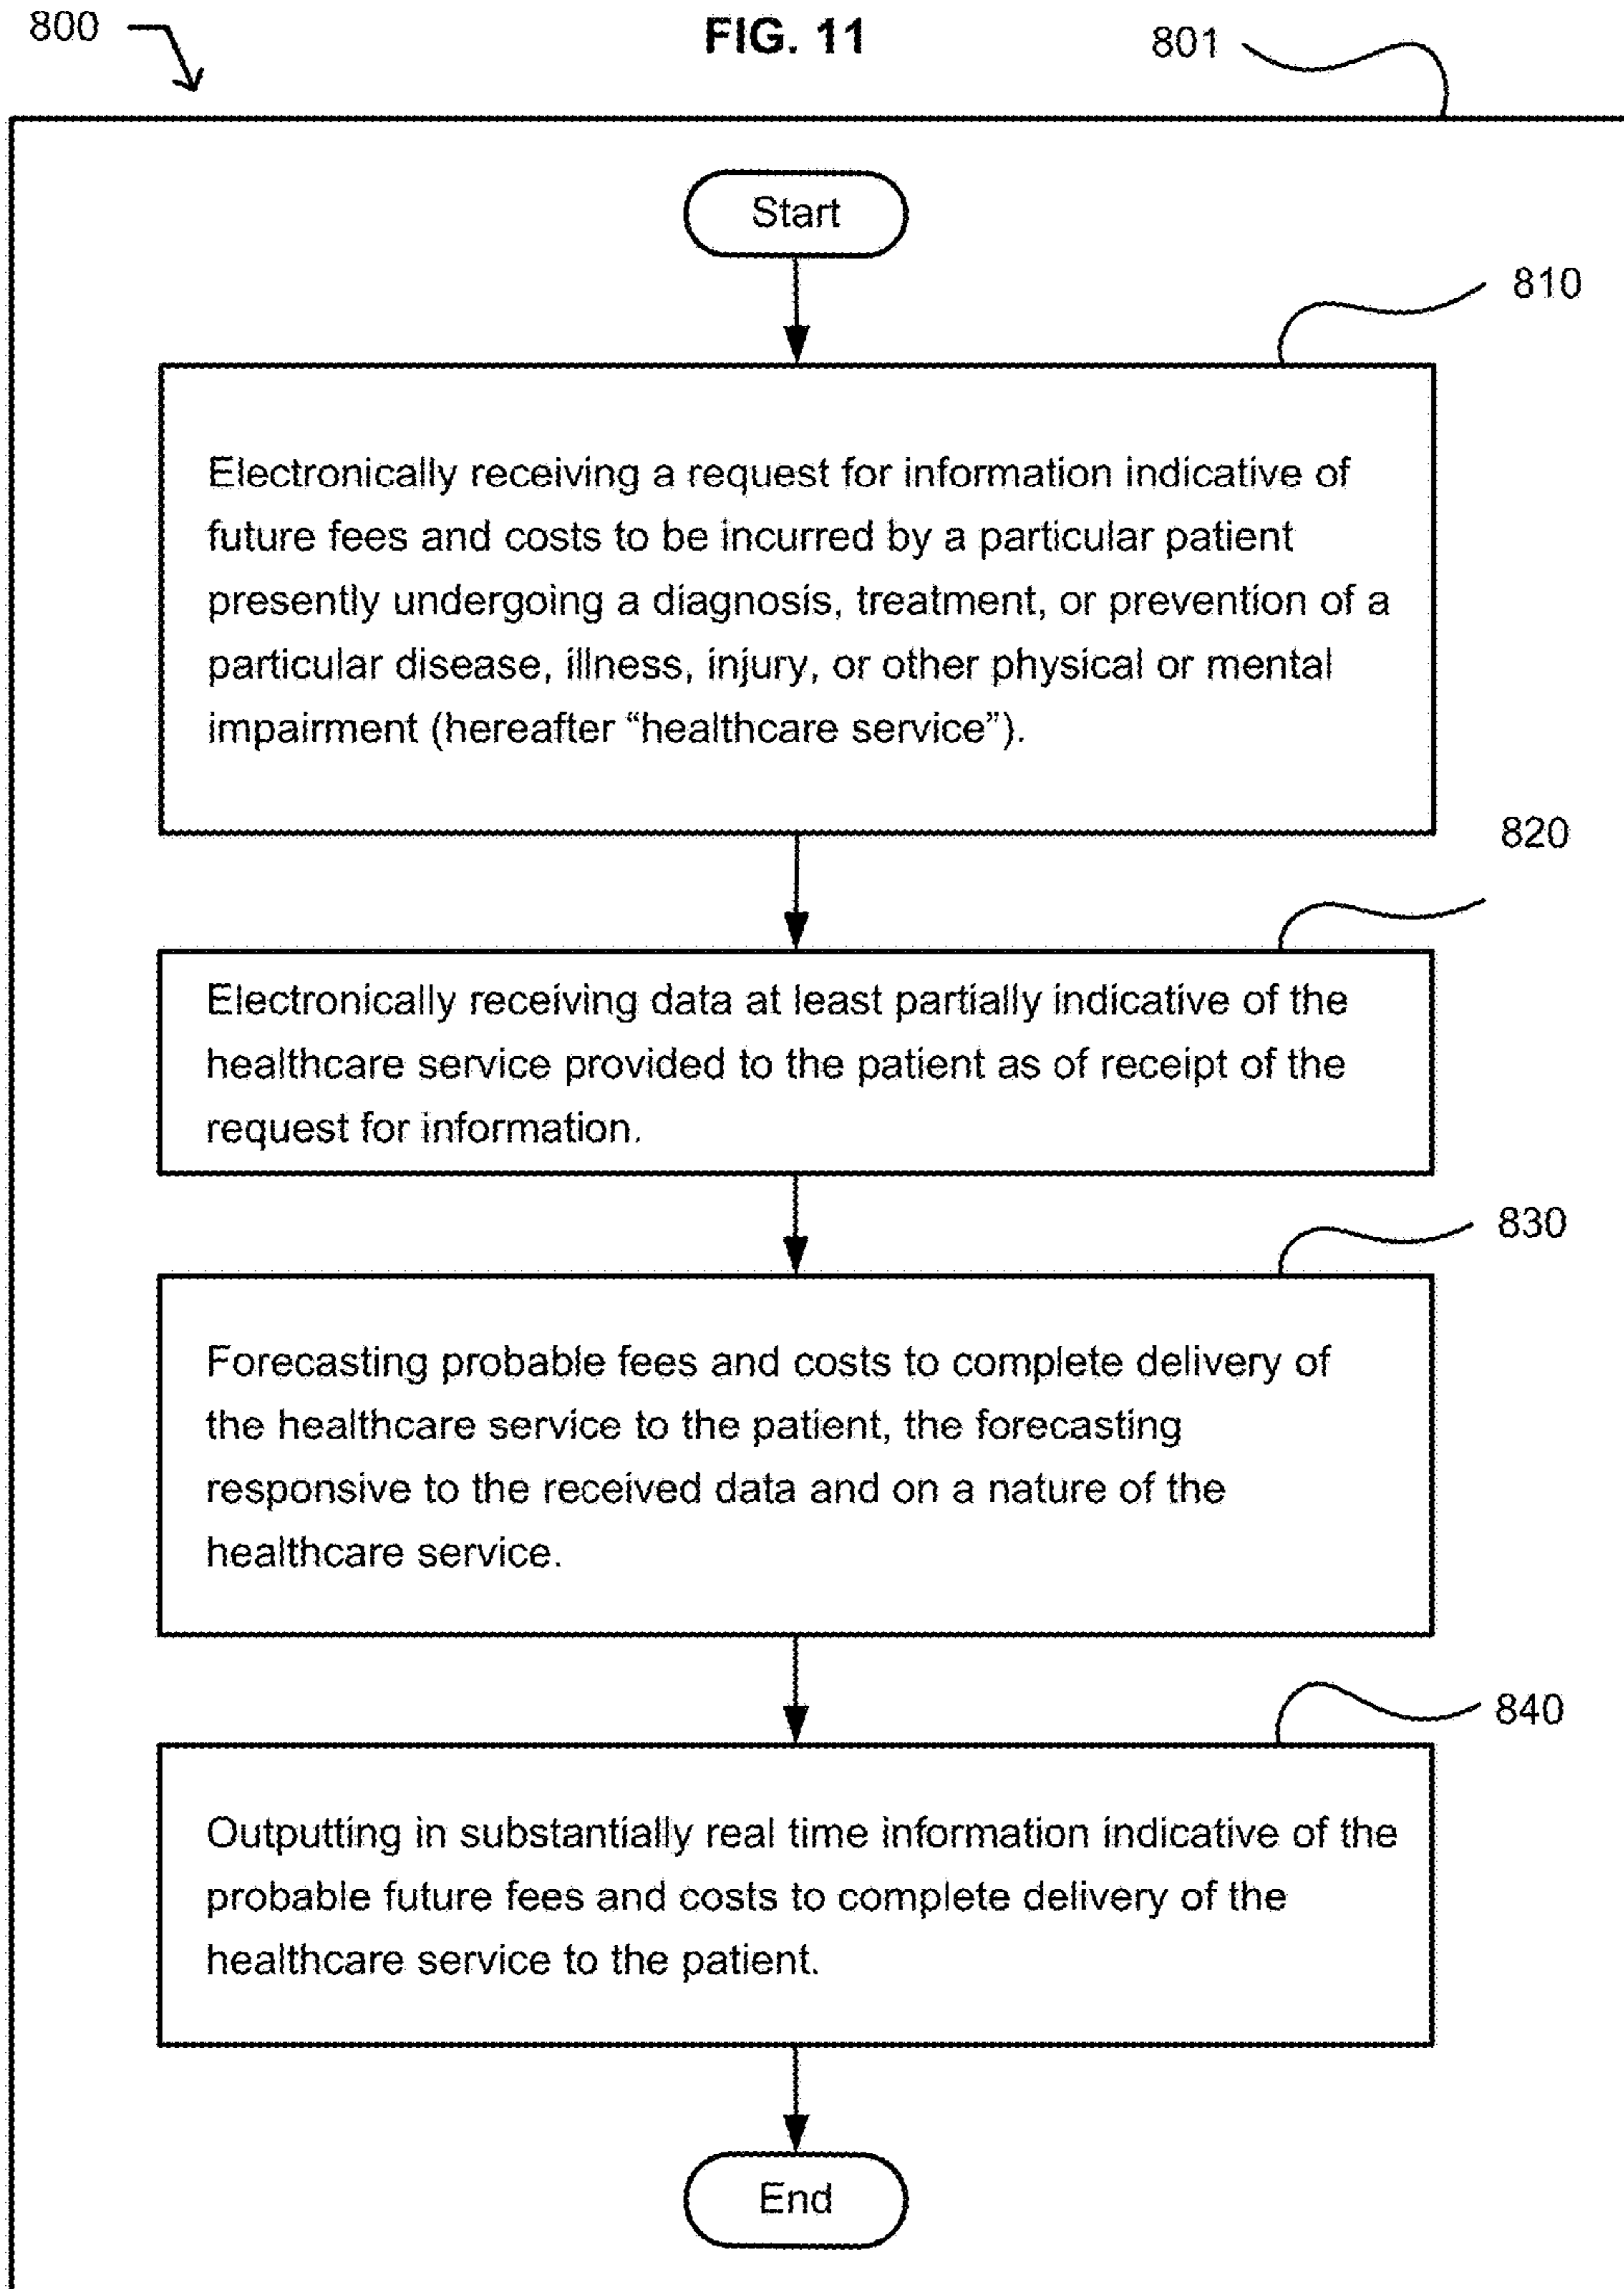 800
FIG. 11
801
Start
810
Electronically receiving a request for information indicative of
future fees and costs to be incurred by a particular patient
presently undergoing a diagnosis, treatment, or prevention of a
particular disease, illness, injury, or other physical or mental
impairment (hereafter “healthcare service”).
820
Electronically receiving data at least partially indicative of the
healthcare service provided to the patient as of receipt of the
request for information.
830
Forecasting probable fees and costs to complete delivery of
the healthcare service to the patient, the forecasting
responsive to the received data and on a nature of the
healthcare service.
840
Outputting in substantially real time information indicative of the
probable future fees and costs to complete delivery of the
healthcare service to the patient.
End